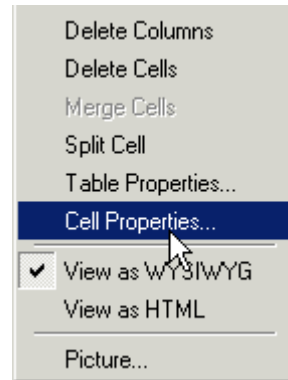 Delete Columns
Delete Cells
Merge Cells
Split Cell
Table Properties...
Cell Properties...
View as WYSIWYG
View as HTML
Picture...